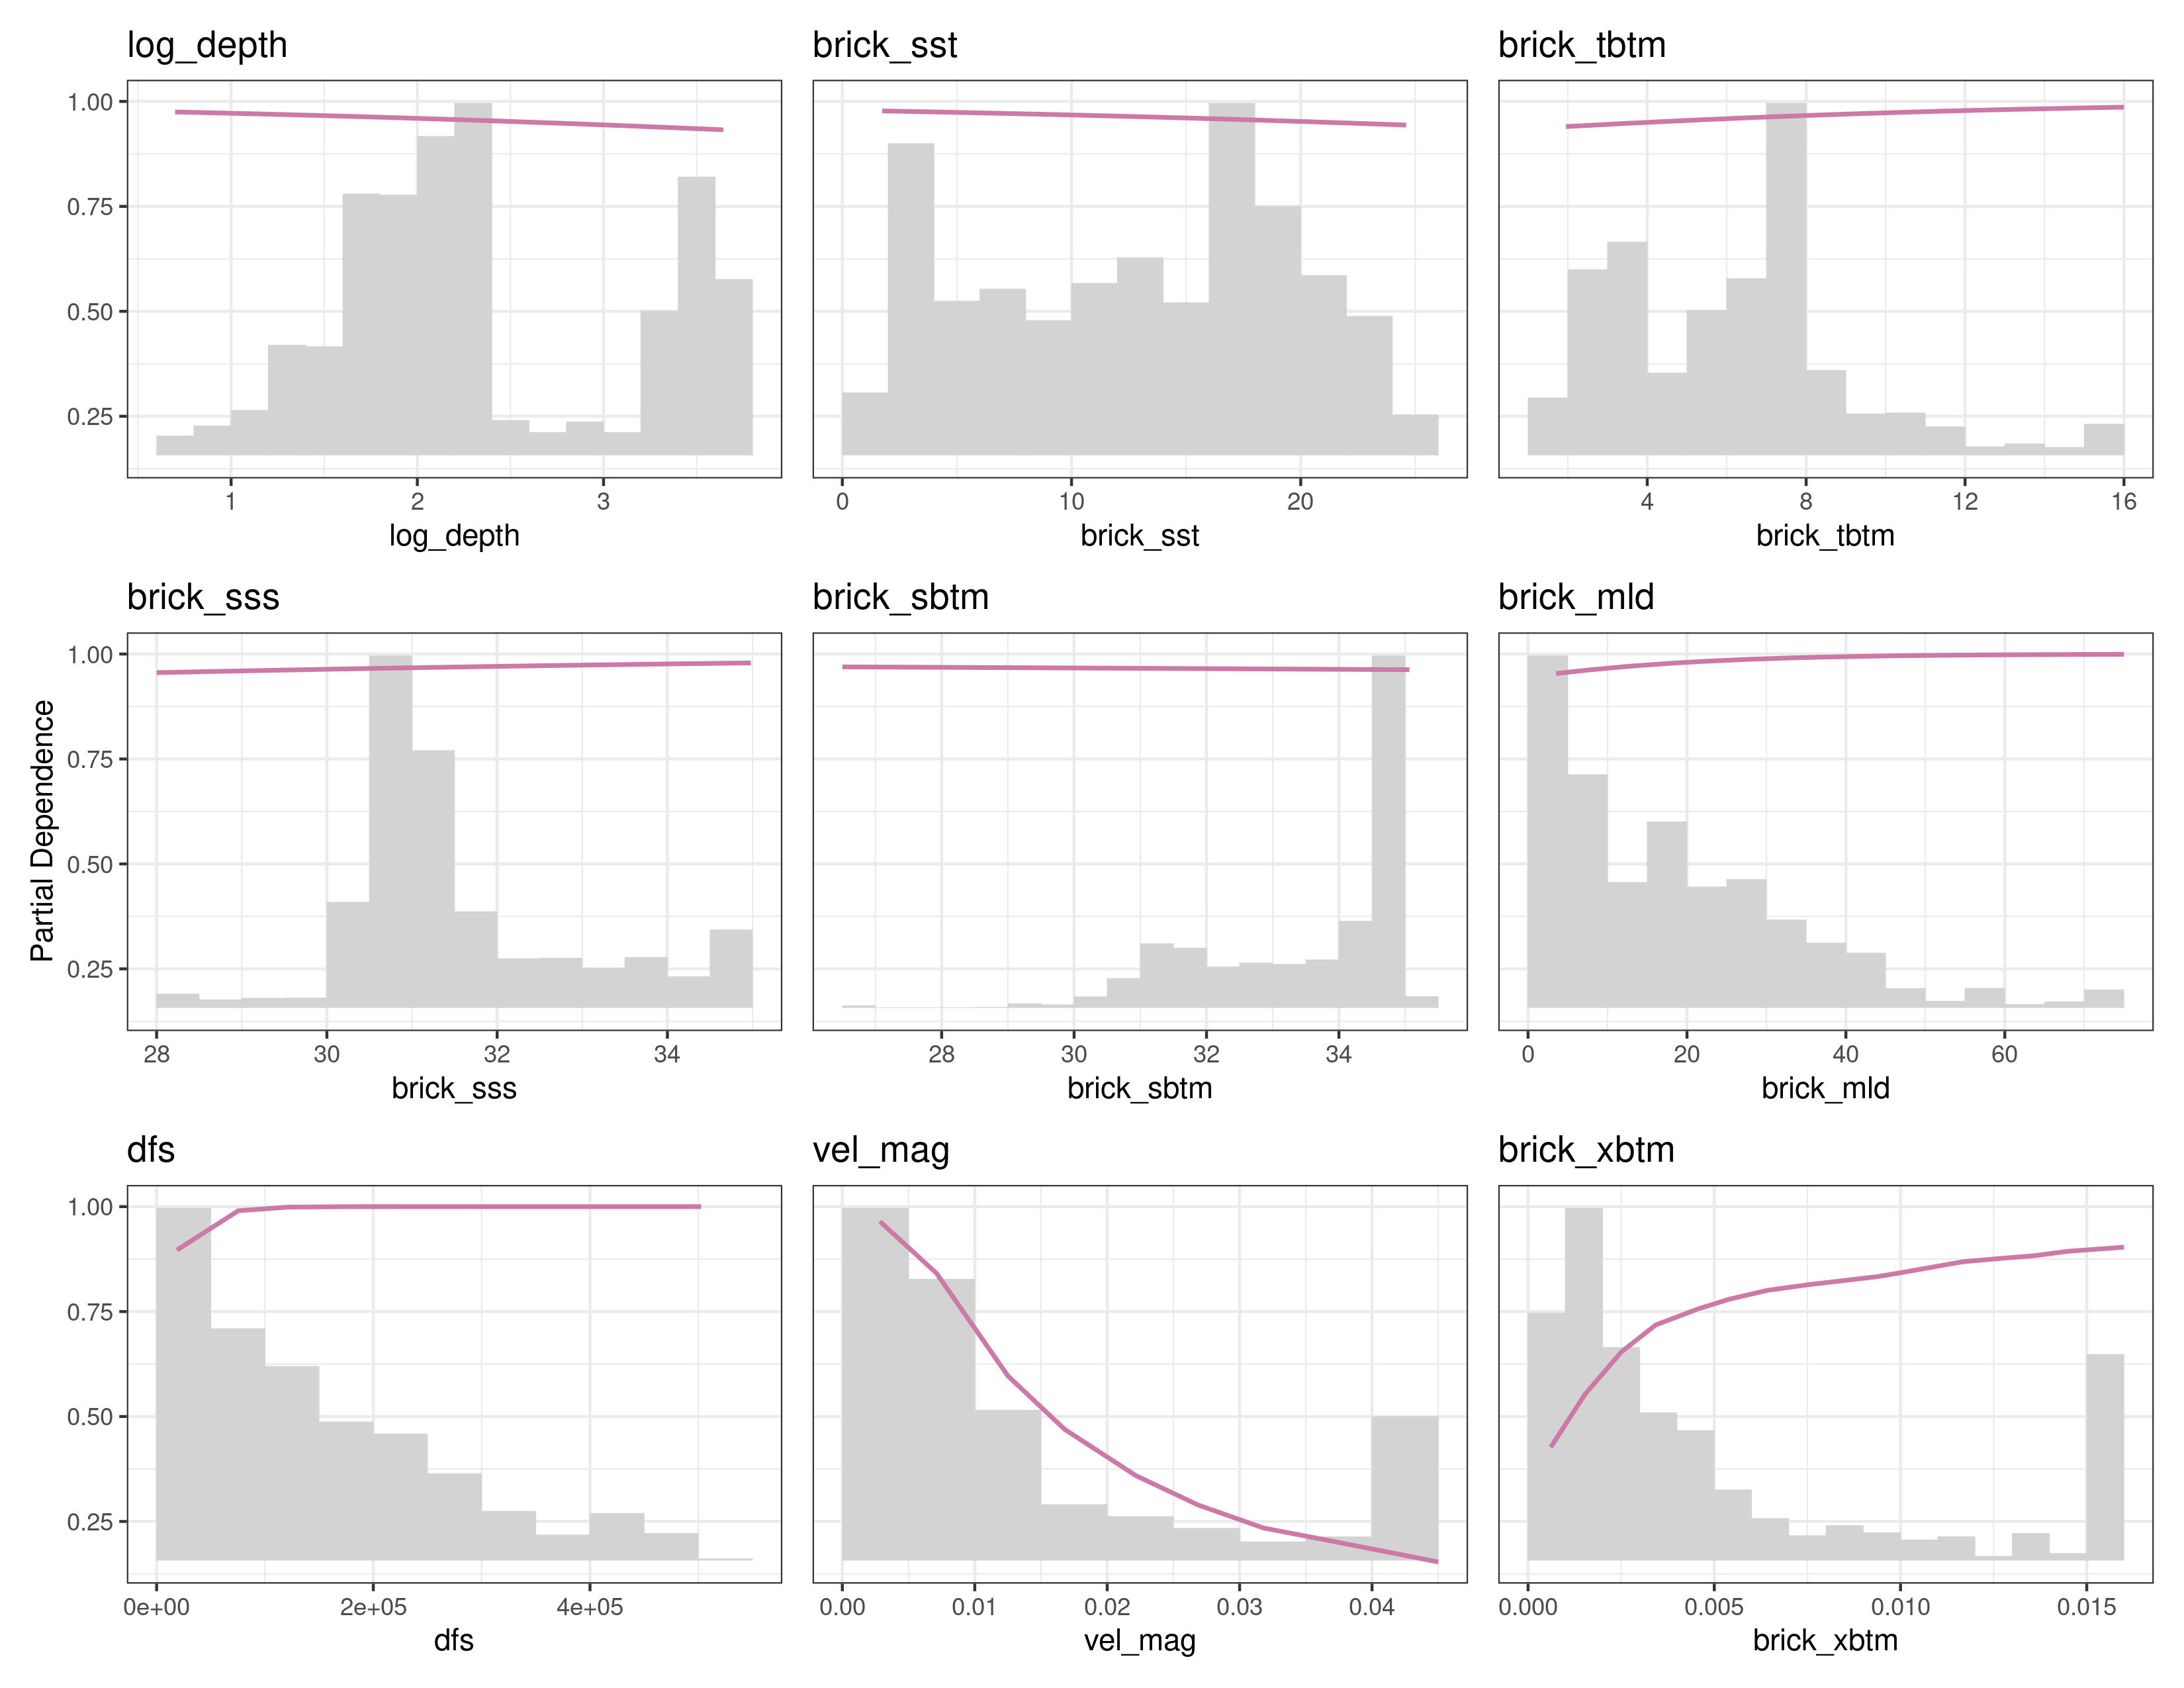 log_depth
brick_sst
brick_tbtm
1.00
0.75
0.50
0.25
1 2 3
0 10 20
4 8 12 16
log_depth
brick_sst
brick_tbtm
brick_sss
brick_sbtm
brick_mld
Partial Dependence
1.00
0.75
0.50
0.25
28 30 32 34
28 30 32 34
0 20 40 60
brick_sss
brick_sbtm
brick_mld
dfs
vel_mag
brick_xbtm
1.00
0.75
0.50
0.25
0e+00 2e+05 4e+05
0.00 0.01 0.02 0.03 0.04
0.000 0.005 0.010 0.015
dfs
vel_mag
brick_xbtm